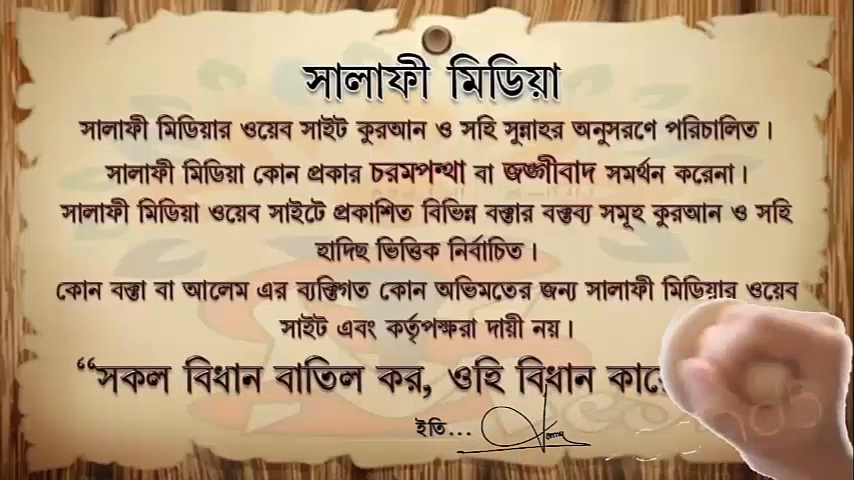 সালাফী মিডিয়া
সালাফী মিডিয়ার ওয়েব সাইট কুরআন ও সহি সুন্নাহর অনুসরণে পরিচালিত।
সালাফী মিডিয়া কোন প্রকার চরমপন্থা বা জঙ্গীবাদ সমর্থন করেনা।
সালাফী মিডিয়া ওয়েব সাইটে প্রকাশিত বিভিন্ন বক্তার বক্তব্য সমূহ কুরআন ও সহি
হাদিছ ভিত্তিক নির্বাচিত।
কোন বক্তা বা আলেম এর ব্যক্তিগত কোন অভিমতের জন্য সালাফী মিডিয়ার ওয়েব
সাইট এবং কর্তৃপক্ষরা দায়ী নয়।
“সকল বিধান বাতিল কর, ওহি বিধান
ইতি...